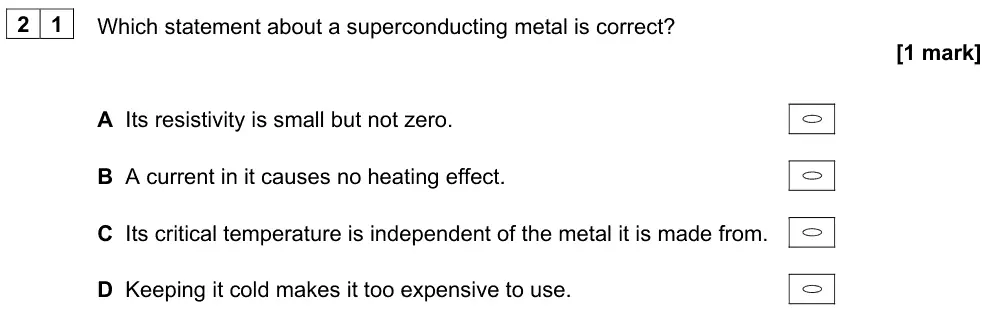 2 1 Which statement about a superconducting metal is correct?
[1 mark]
A Its resistivity is small but not zero.
B A current in it causes no heating effect.
C Its critical temperature is independent of the metal it is made from.
D Keeping it cold makes it too expensive to use.